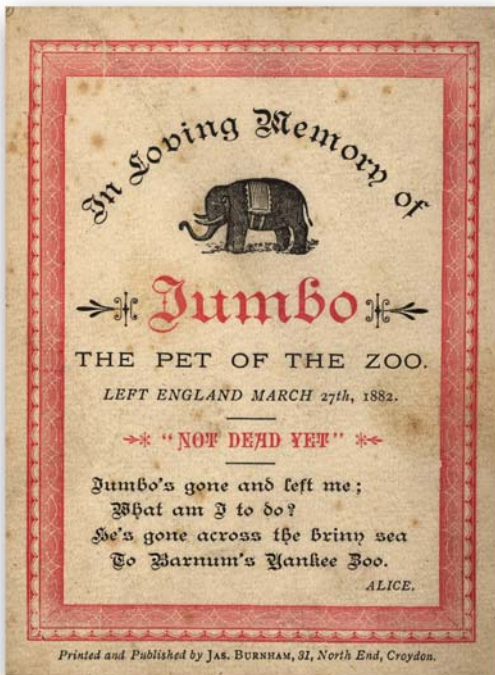 In Loving Memory of
Jumbo
THE PET OF THE ZOO.
LEFT ENGLAND MARCH 27th, 1882.
"NOT DEAD YET"
Jumbo's gone and left me;
What am I to do?
He's gone across the briny sea
To Barnum's Yankee Zoo.
ALICE.
Printed and Published by JAS. BURNHAM, 31, North End, Croydon.